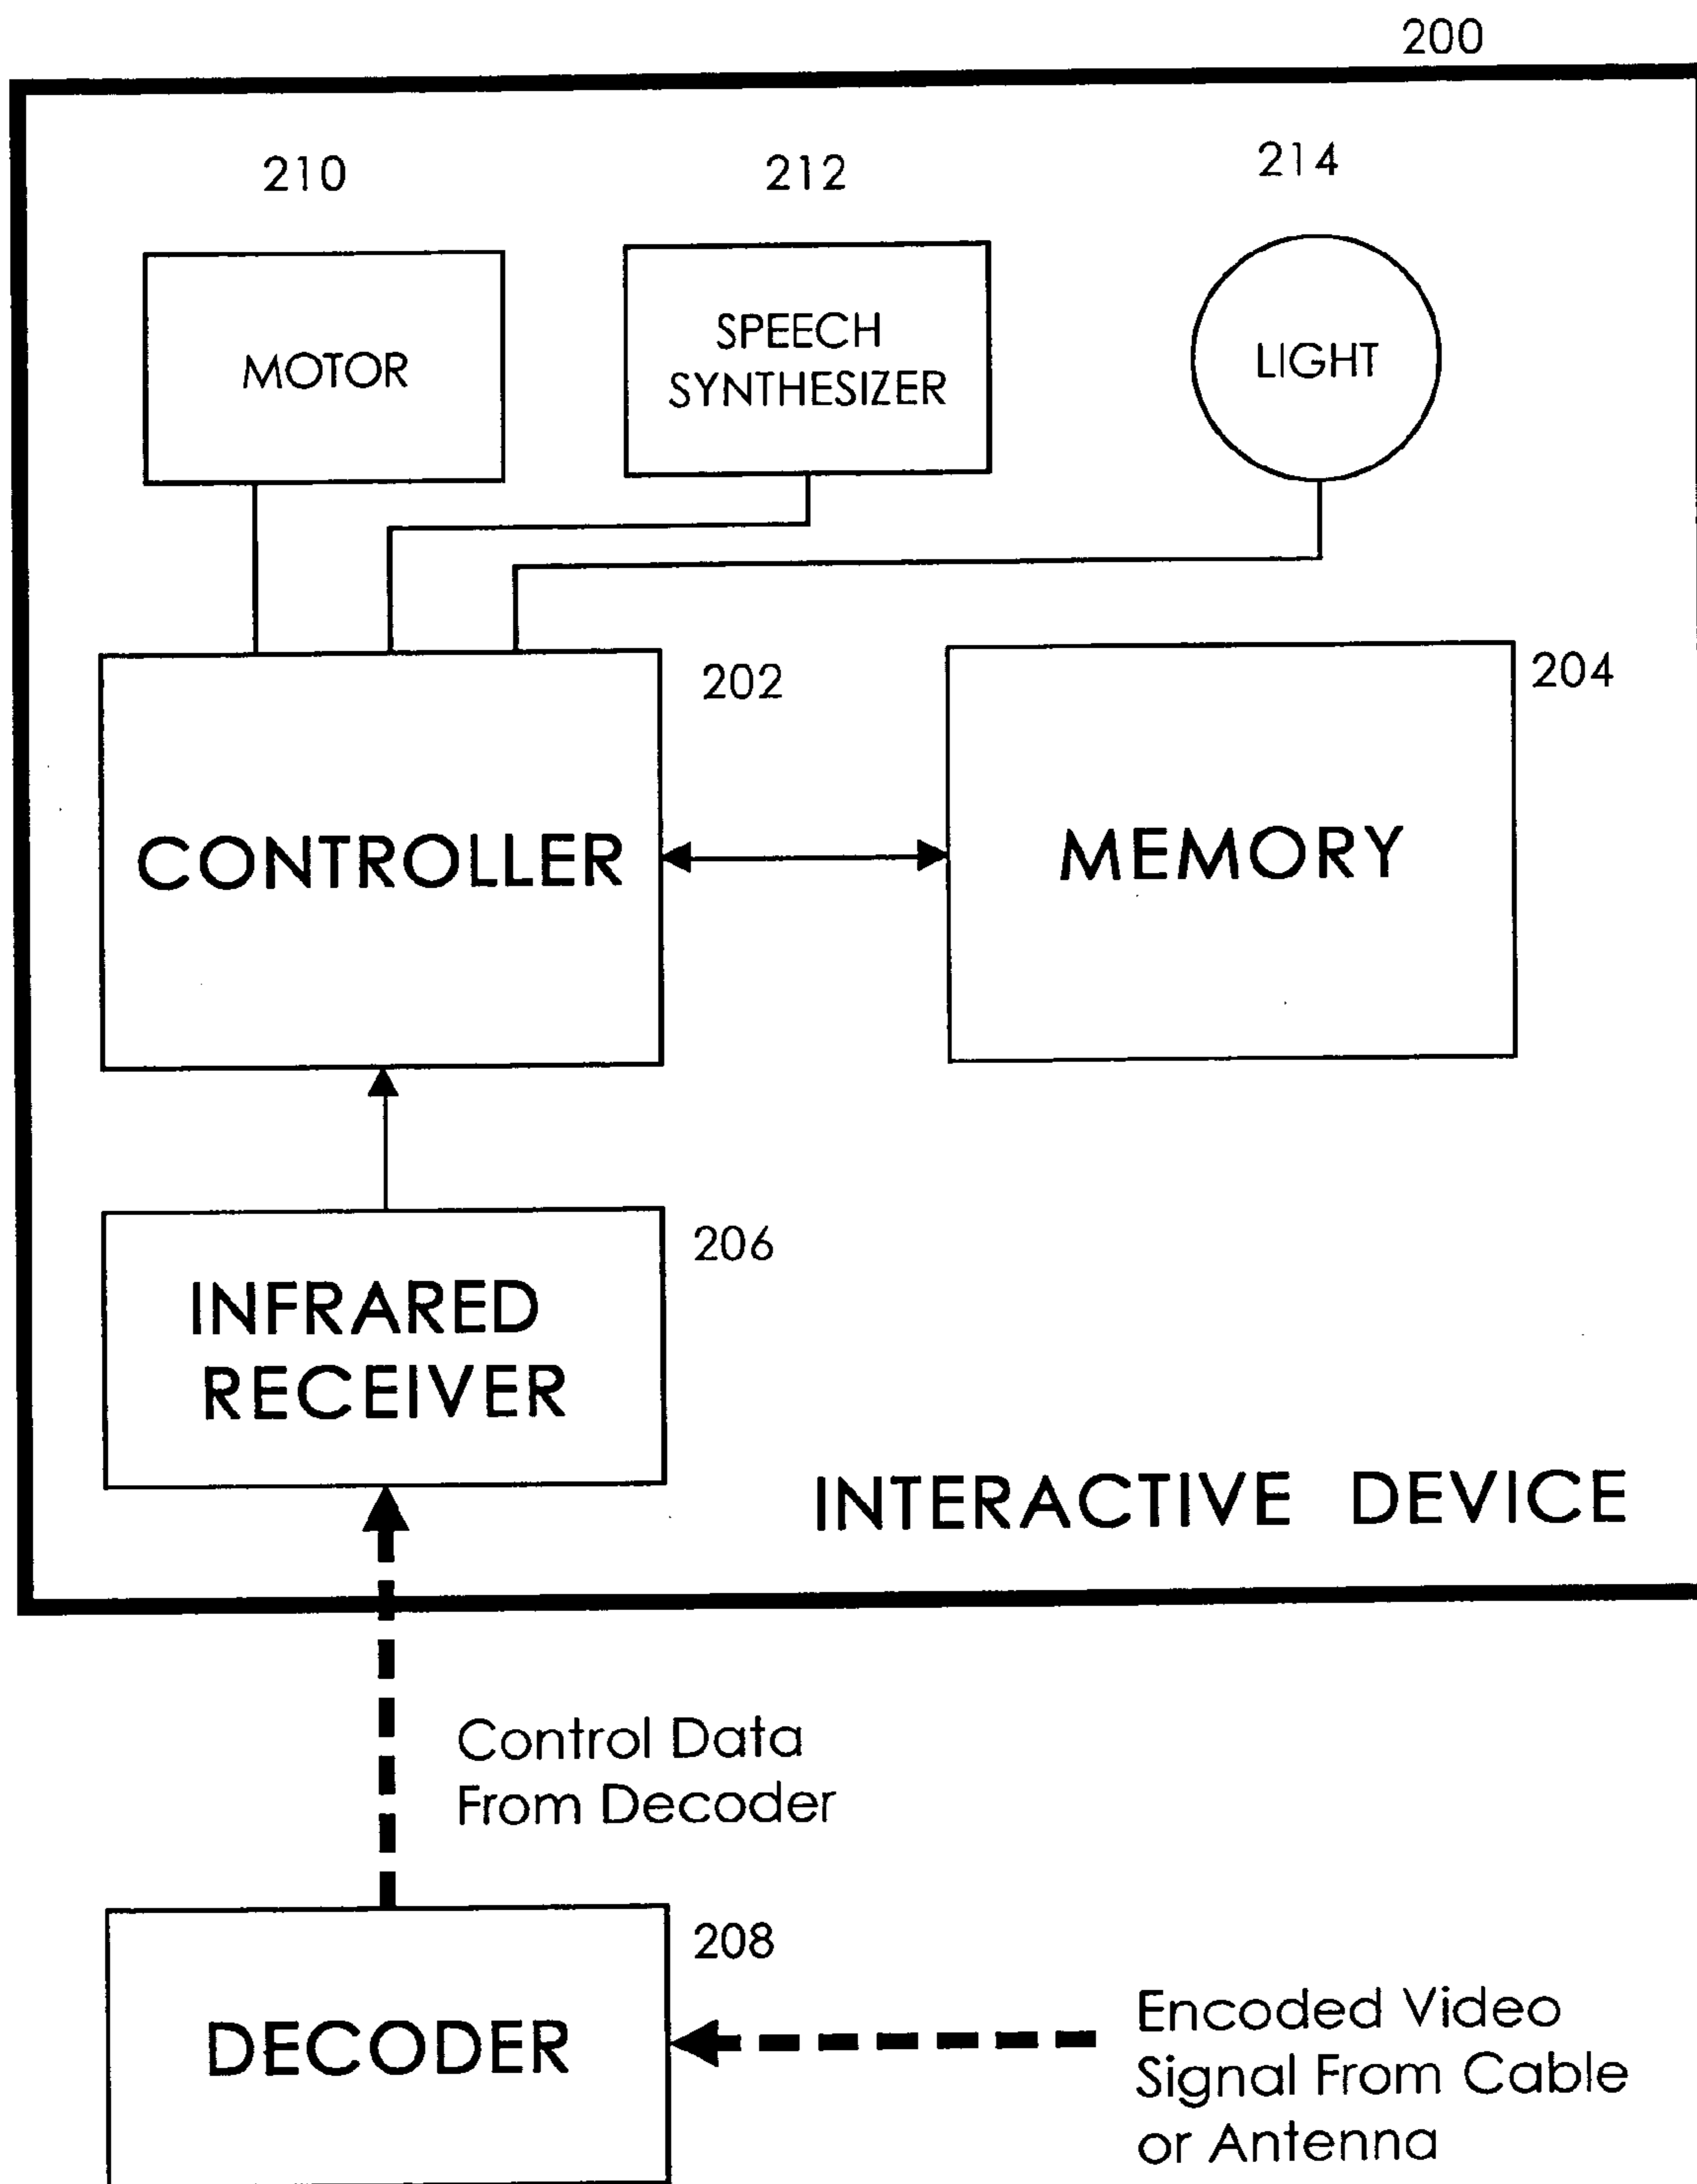 200
210
212
214
MOTOR
SPEECH
SYNTHESIZER
LIGHT
202
204
CONTROLLER
MEMORY
206
INFRARED
RECEIVER
INTERACTIVE DEVICE
Control Data
From Decoder
208
DECODER
Encoded Video
Signal From Cable
or Antenna